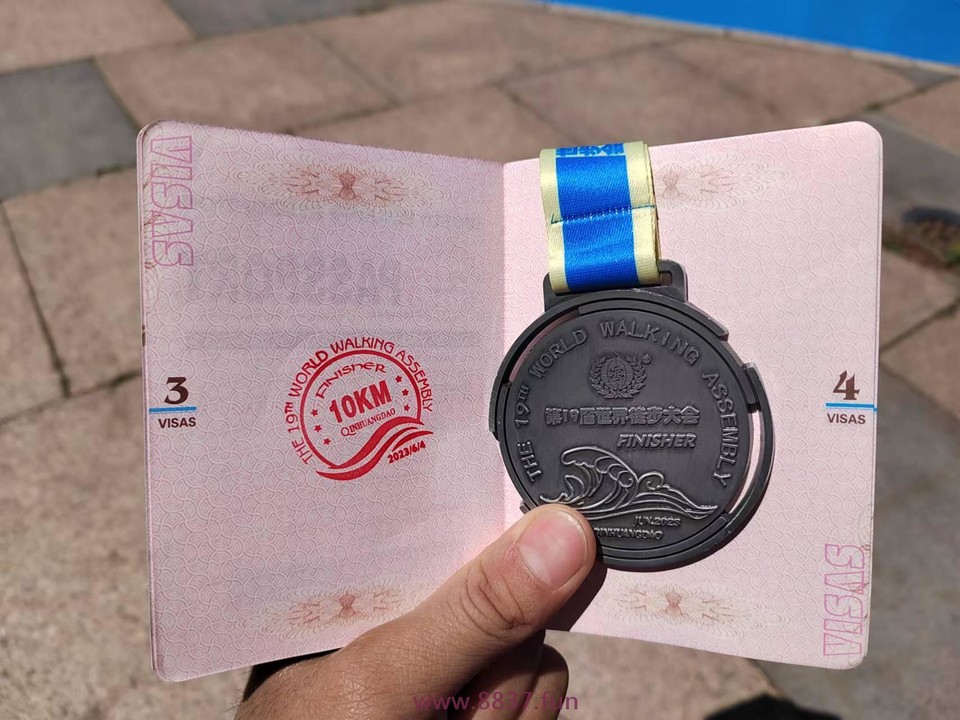 VISAS
3
VISAS
THE 19TH WORLD WALKING ASSEMBLY
FINISHER
10KM
QINHUANGDAO
2023/6/4
THE 19TH WORLD WALKING ASSEMBLY
第19届世界徒步大会
FINISHER
JUN.2023
QINHUANGDAO
4
VISAS
VISAS
www.8837.fun